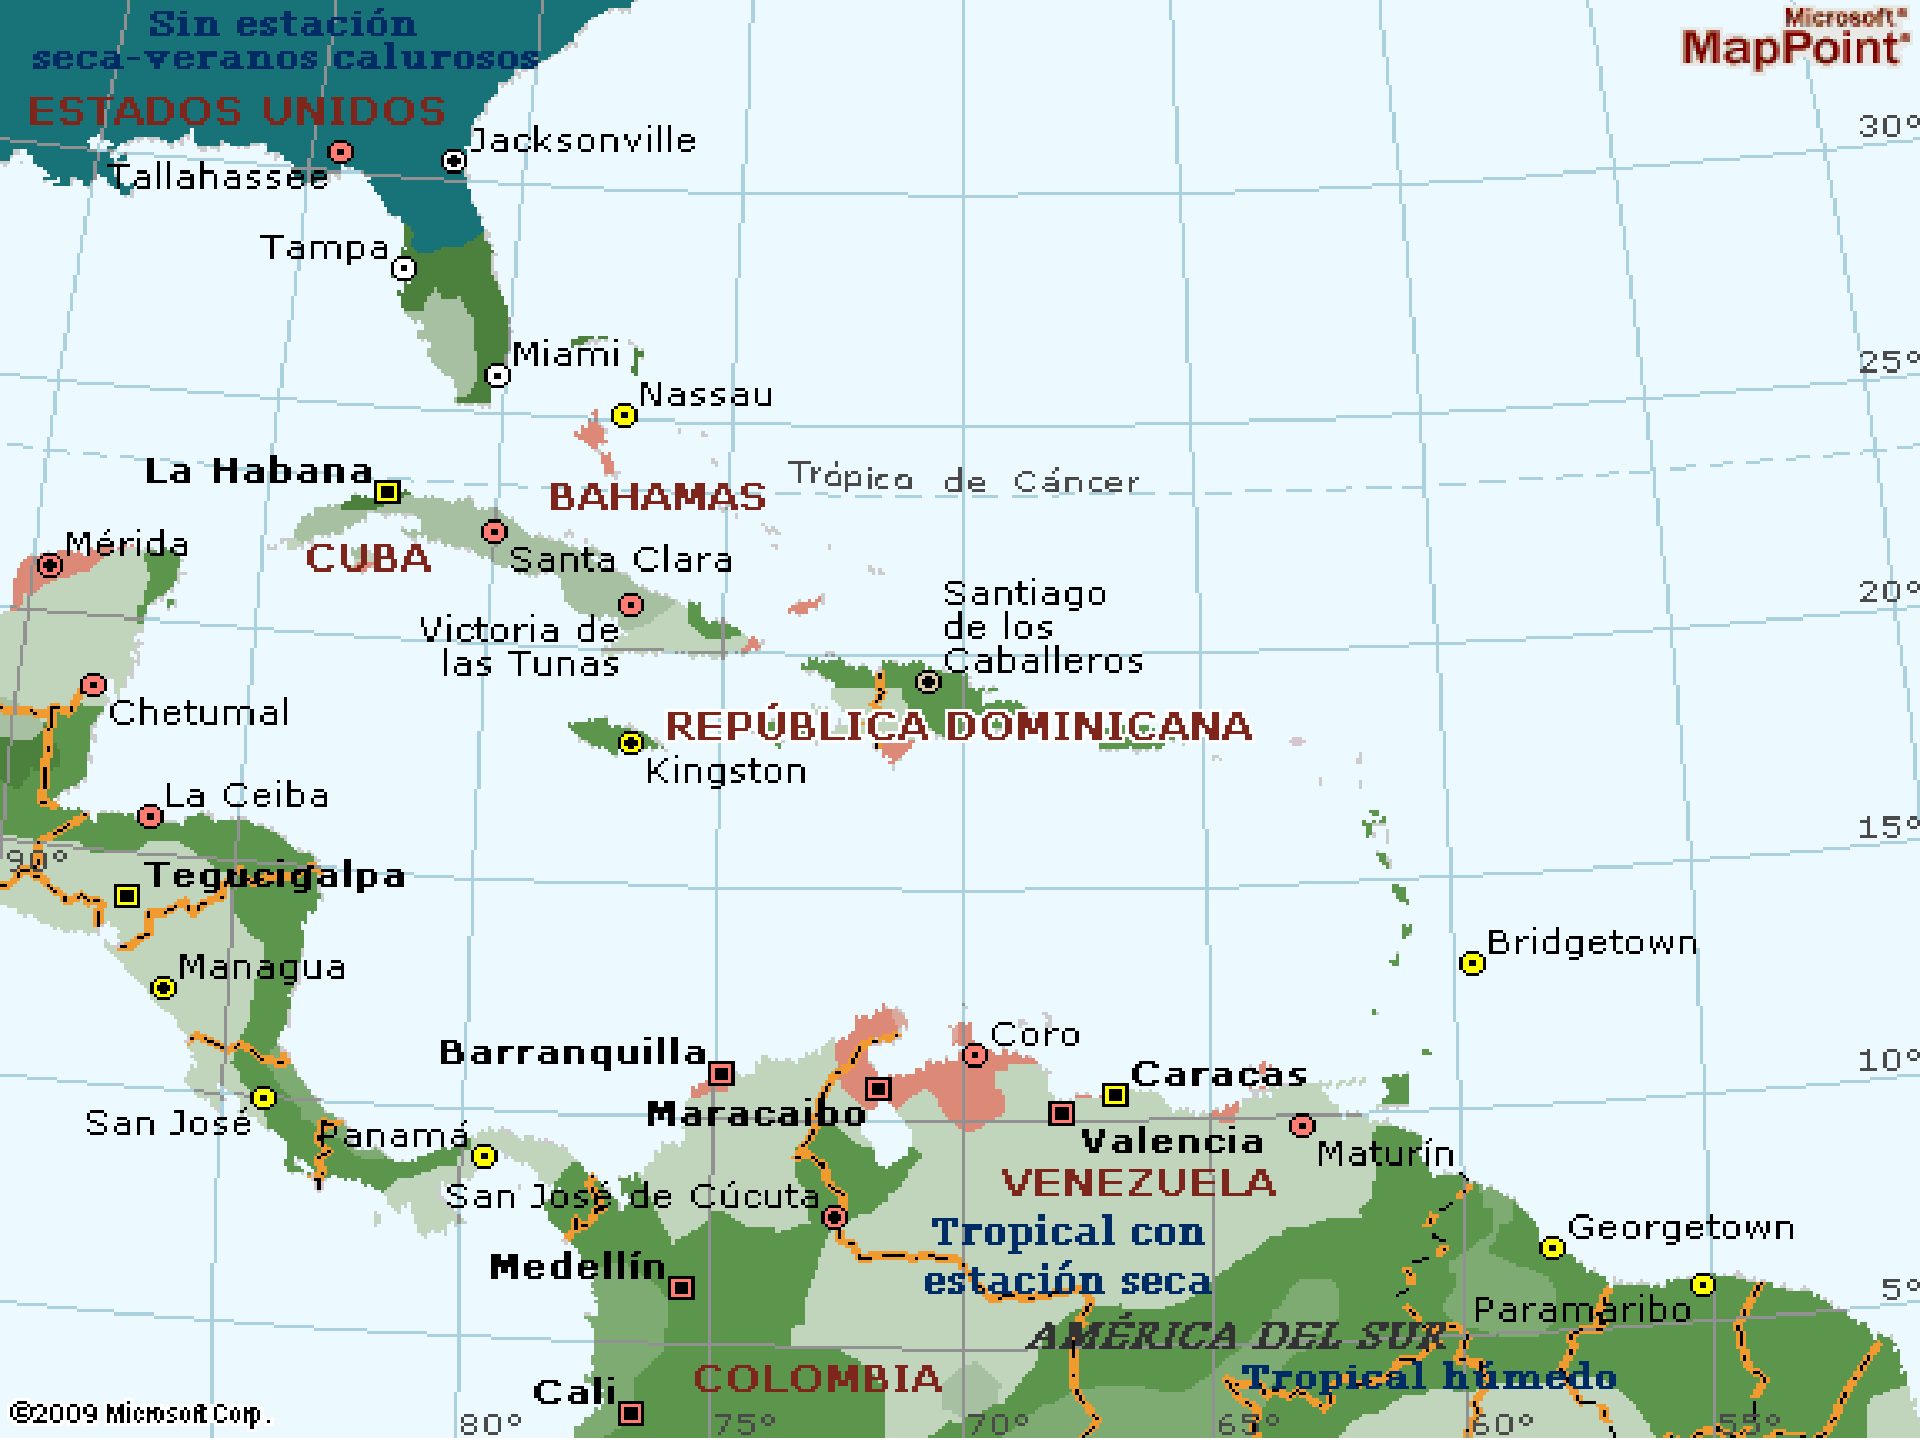 Sin estación
seca-veranos calurosos
Microsoft®
MapPoint®
ESTADOS UNIDOS
30°
Jacksonville
Tallahassee
Tampa
Miami
25°
Nassau
La Habana
Trópico de Cáncer
BAHAMAS
Mérida
CUBA
Santa Clara
Santiago
de los
Caballeros
20°
Victoria de
las Tunas
Chetumal
REPÚBLICA DOMINICANA
Kingston
La Ceiba
15°
90°
Tegucigalpa
Bridgetown
Managua
Coro
Barranquilla
10°
Caracas
Maracaibo
San José
Panamá
Valencia
Maturín
VENEZUELA
San José de Cúcuta
Tropical con
estación seca
Georgetown
Medellín
5°
Paramaribo
AMÉRICA DEL SUR
COLOMBIA
Tropical húmedo
Cali
©2009 Microsoft Corp.
80°
75°
70°
65°
60°
55°